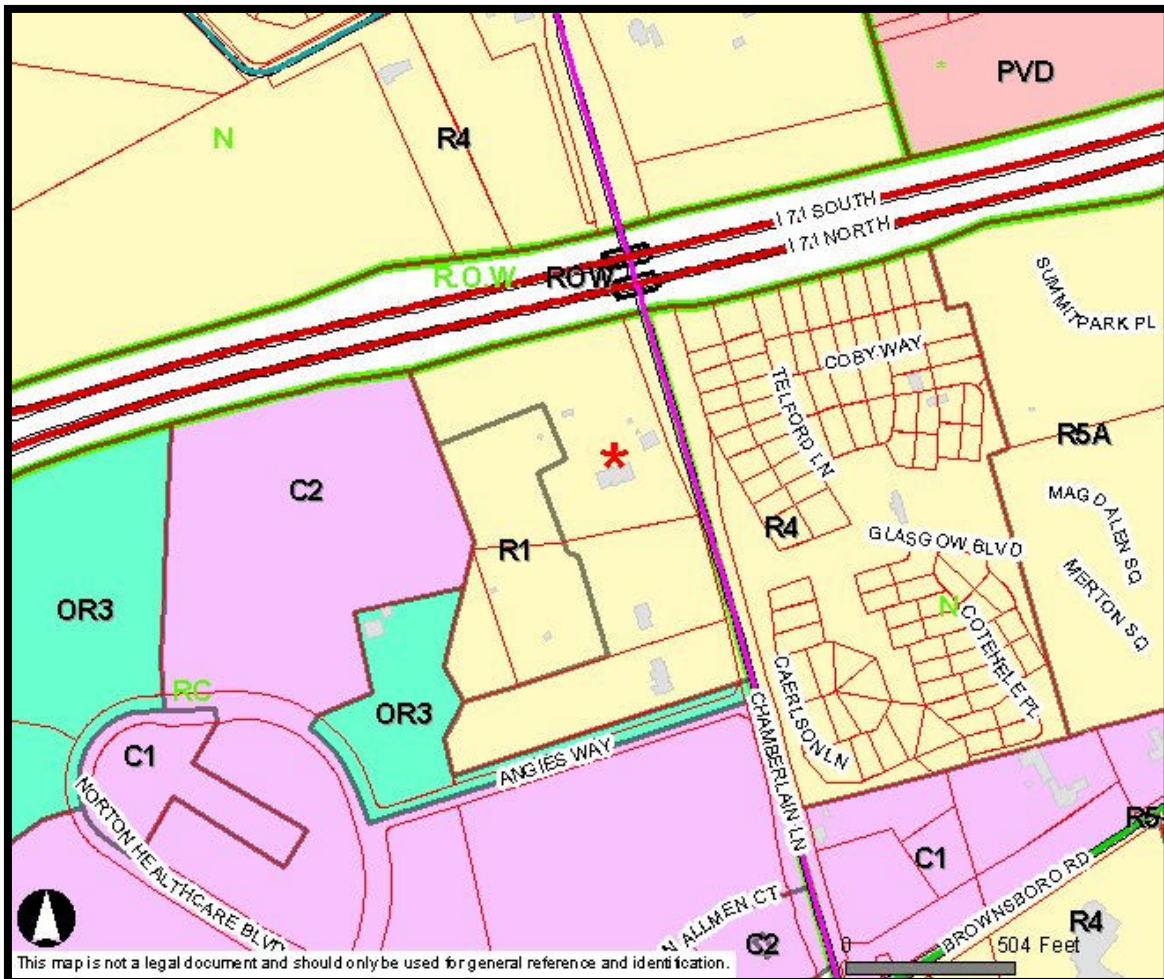 PVD
N
R4
I 71 SOUTH
I 71 NORTH
R.O.W
ROW
SUMMIT PARK PL
COBY WAY
TELFORD LN
R5A
C2
*
MAGDALEN SQ
R1
R4
GLASGOW BLVD
OR3
MERTON SQ
N
COTEHELE PL
RC
OR3
CAERLSON LN
CHAMBERLAIN LN
ANGIES WAY
C1
NORTON HEALTHCARE BLVD
R5
C1
BROWNSBORO RD
N ALLMEN CT
R4
C2
0
504 Feet
This map is not a legal document and should only be used for general reference and identification.